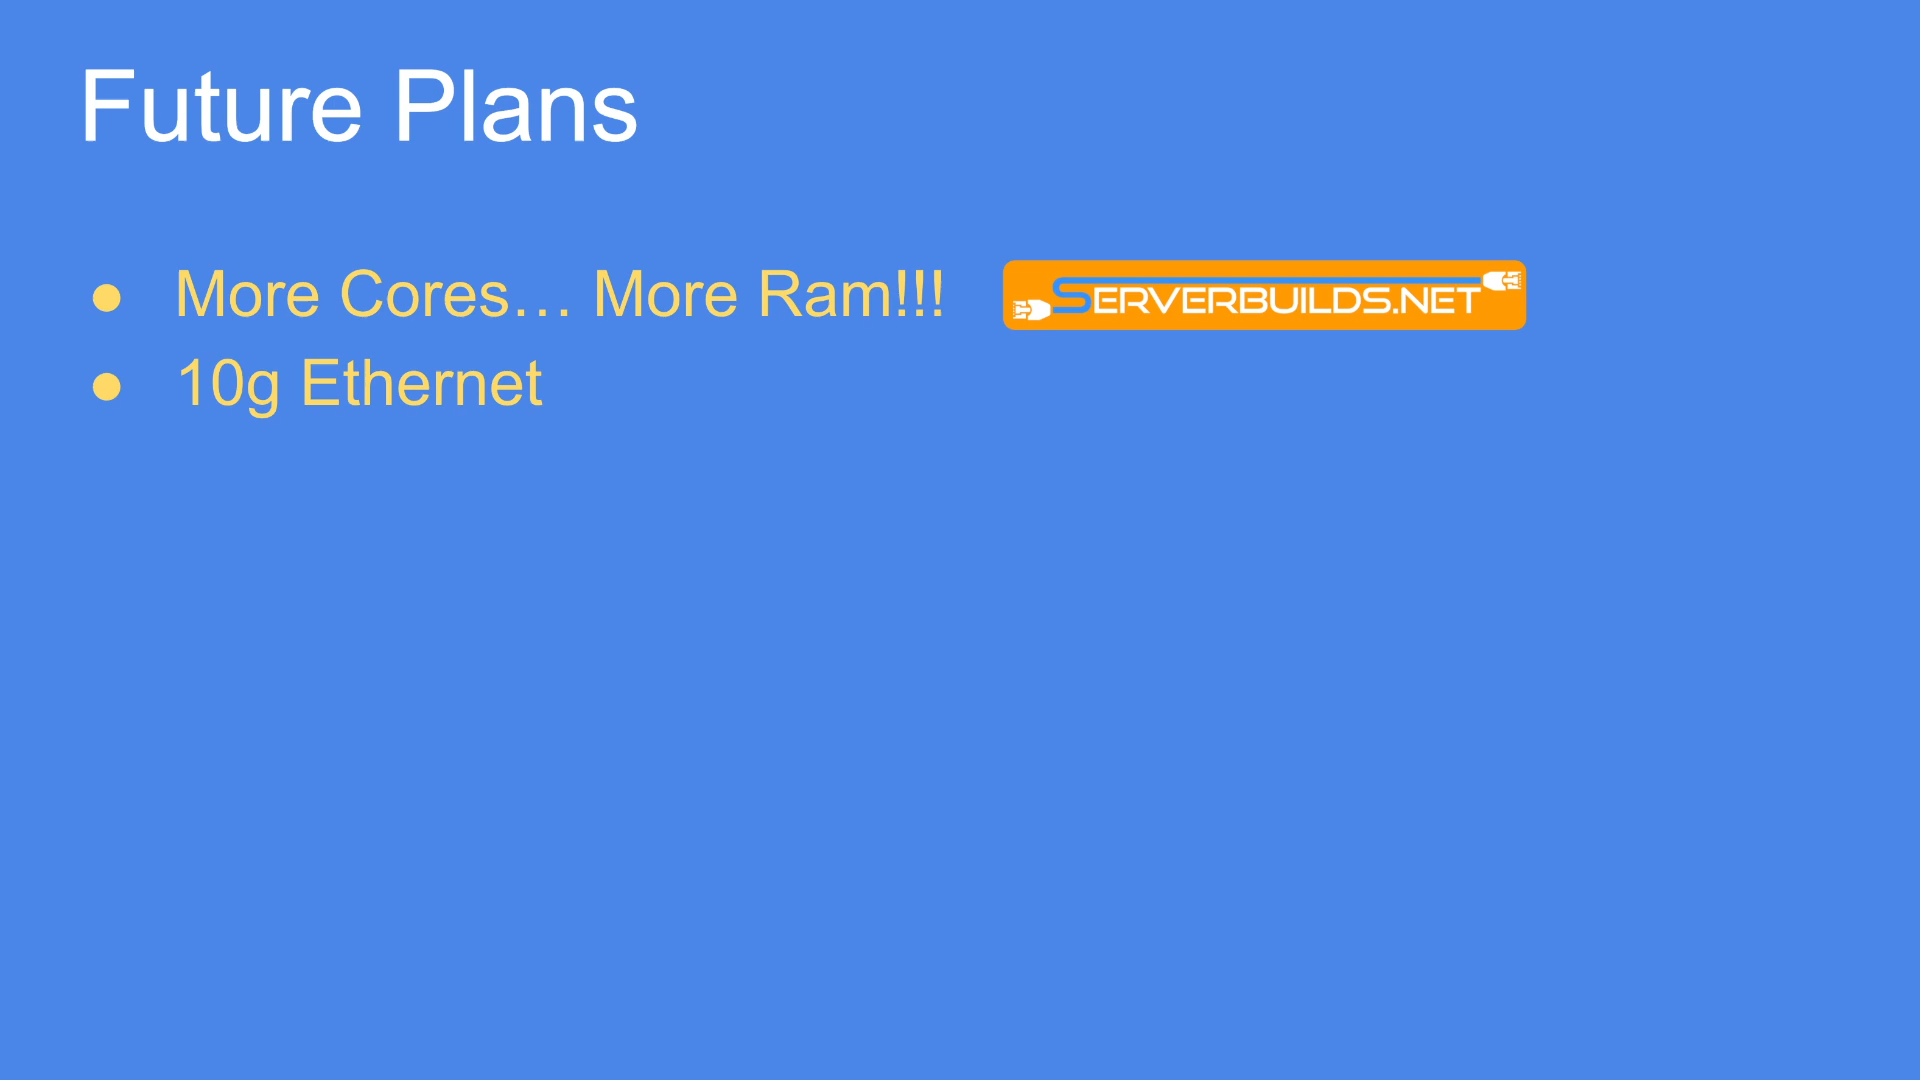 Future Plans
● More Cores… More Ram!!!
SERVERBUILDS.NET
● 10g Ethernet